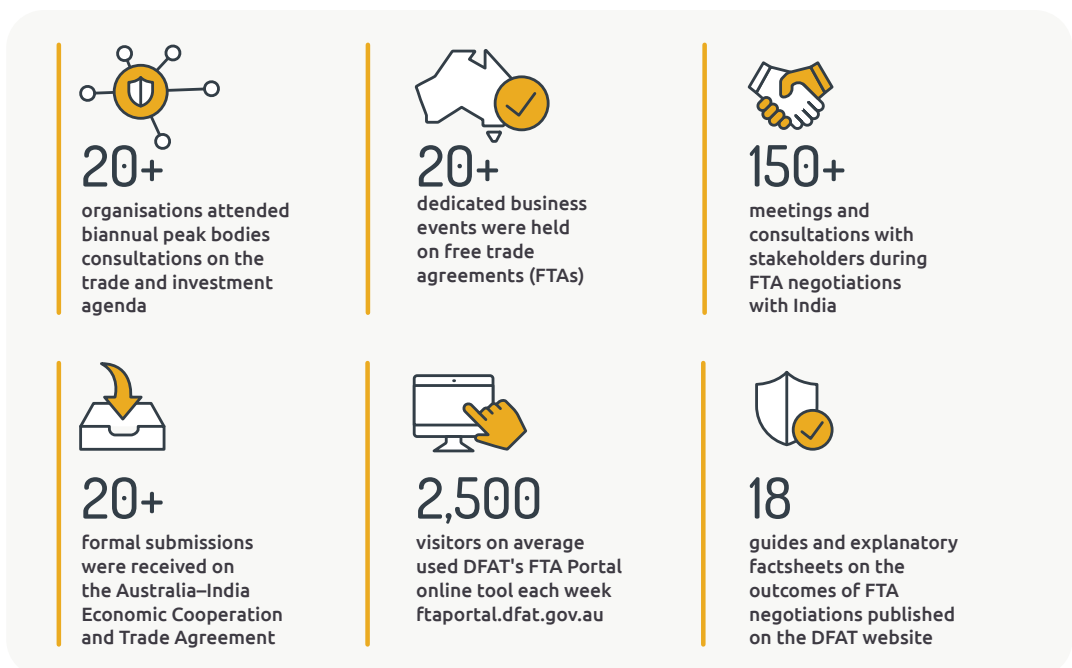 20+
organisations attended
biannual peak bodies
consultations on the
trade and investment
agenda
20+
dedicated business
events were held
on free trade
agreements (FTAs)
150+
meetings and
consultations with
stakeholders during
FTA negotiations
with India
20+
formal submissions
were received on
the Australia–India
Economic Cooperation
and Trade Agreement
2,500
visitors on average
used DFAT's FTA Portal
online tool each week
ftaportal.dfat.gov.au
18
guides and explanatory
factsheets on the
outcomes of FTA
negotiations published
on the DFAT website